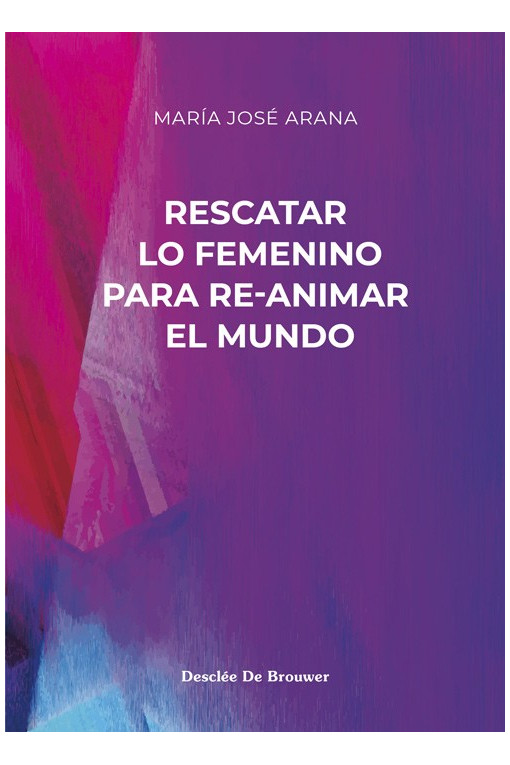 MARÍA JOSÉ ARANA
RESCATAR
LO FEMENINO
PARA RE-ANIMAR
EL MUNDO
Desclée De Brouwer